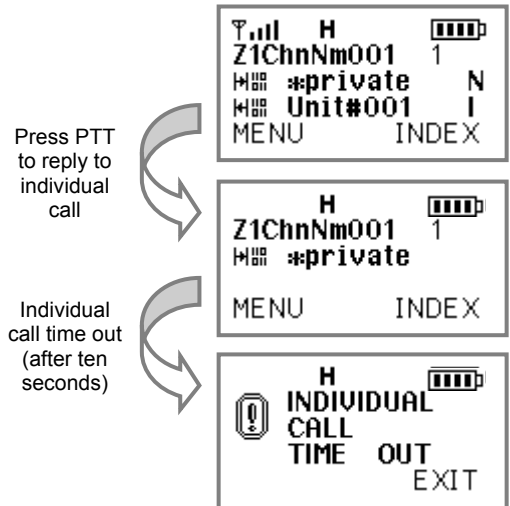 H
Z1ChnNm001 1
*private N
Unit#001 I
MENU INDEX
Press PTT
to reply to
individual
call
H
Z1ChnNm001 1
*private
MENU INDEX
Individual
call time out
(after ten
seconds)
H
INDIVIDUAL
CALL
TIME OUT
EXIT